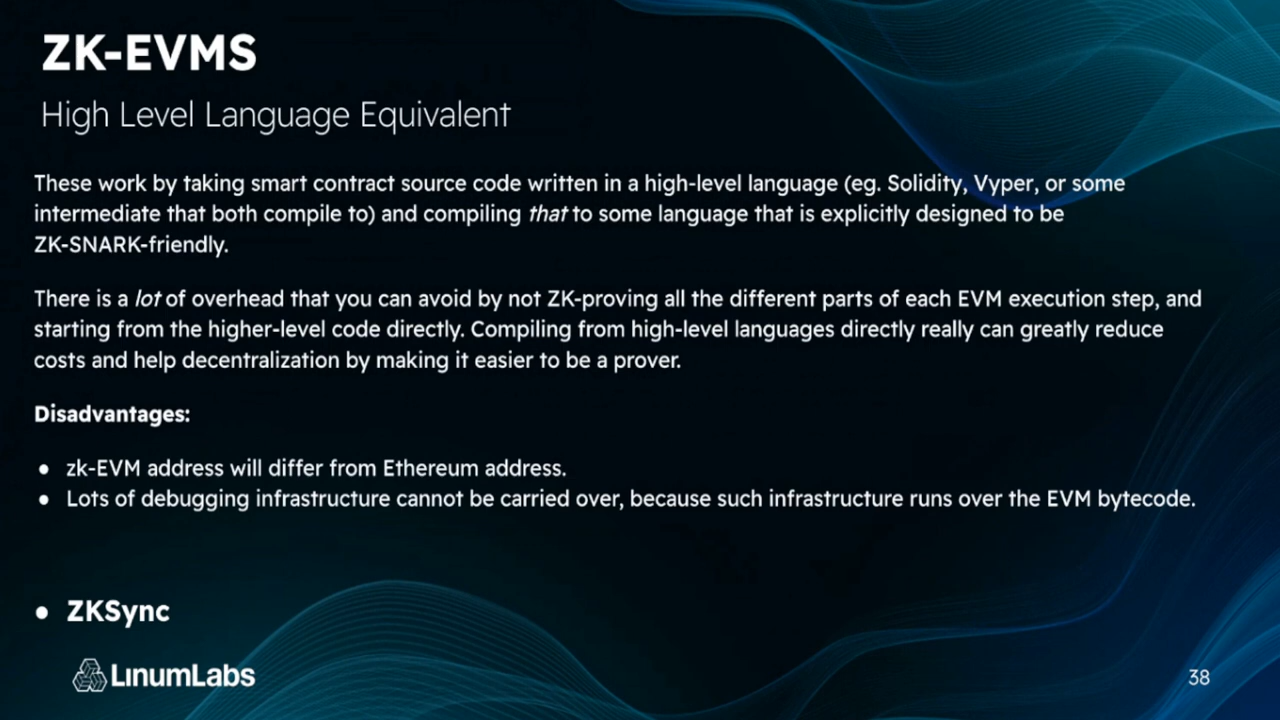 ZK-EVMS
High Level Language Equivalent
These work by taking smart contract source code written in a high-level language (eg. Solidity, Vyper, or some
intermediate that both compile to) and compiling that to some language that is explicitly designed to be
ZK-SNARK-friendly.
There is a lot of overhead that you can avoid by not ZK-proving all the different parts of each EVM execution step, and
starting from the higher-level code directly. Compiling from high-level languages directly really can greatly reduce
costs and help decentralization by making it easier to be a prover.
Disadvantages:
● zk-EVM address will differ from Ethereum address.
● Lots of debugging infrastructure cannot be carried over, because such infrastructure runs over the EVM bytecode.
● ZKSync
LinumLabs
38